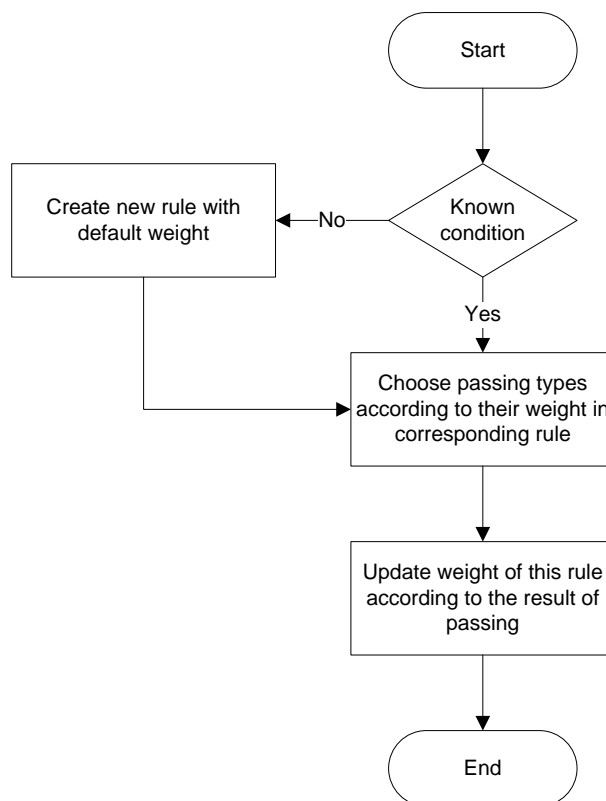 Start
Known
condition
No
Create new rule with
default weight
Yes
Choose passing types
according to their weight in
corresponding rule
Update weight of this rule
according to the result of
passing
End